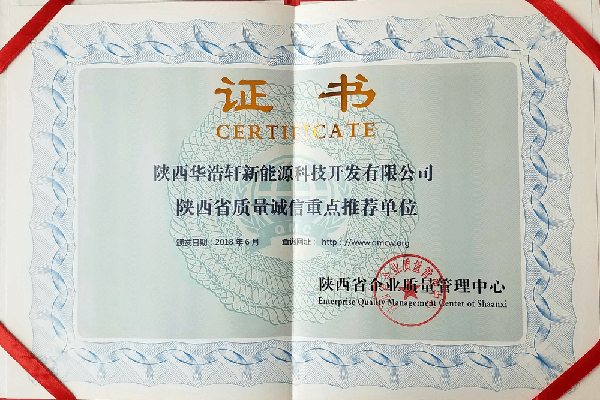 证书
CERTIFICATE
陕西华浩轩新能源科技开发有限公司
陕西省质量诚信重点推荐单位
颁发日期：2018年6月 查询网址：http://www.qmcw.org
陕西省企业质量管理中心
Enterprise Quality Management Center of Shaanxi